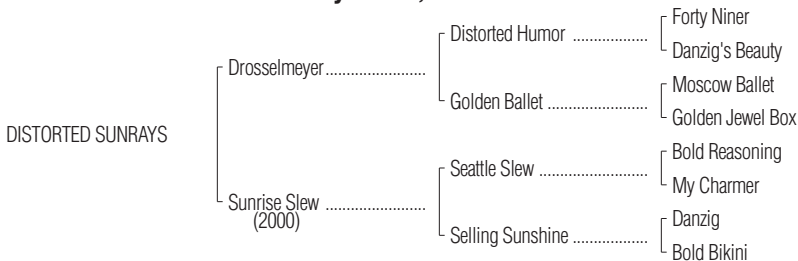 Forty Niner
Distorted Humor .................
Danzig's Beauty
Drosselmeyer........................
Moscow Ballet
Golden Ballet .......................
Golden Jewel Box
DISTORTED SUNRAYS
Bold Reasoning
Seattle Slew .........................
My Charmer
Sunrise Slew ........................
(2000)
Danzig
Selling Sunshine .................
Bold Bikini